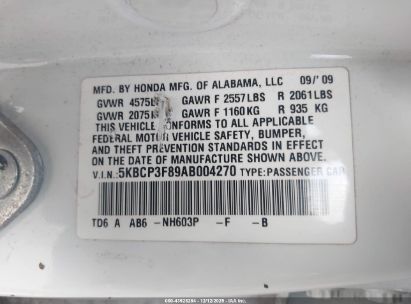 MFD. BY HONDA MFG. OF ALABAMA, LLC 09/'09
GVWR 4575LBS GAWR F 2557LBS R 2061LBS
GVWR 2075KG GAWR F 1160KG R 935 KG
THIS VEHICLE CONFORMS TO ALL APPLICABLE
FEDERAL MOTOR VEHICLE SAFETY, BUMPER,
AND THEFT PREVENTION STANDARDS IN EFFECT
ON THE DATE OF MANUFACTURE SHOWN ABOVE.
V.I.N.: 5KBCP3F89AB004270 TYPE: PASSENGER CAR
TD6 A AB6 -NH603P -F -B